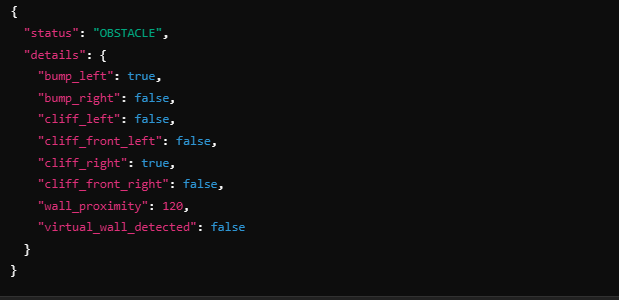 {
  "status": "OBSTACLE",
  "details": {
    "bump_left": true,
    "bump_right": false,
    "cliff_left": false,
    "cliff_front_left": false,
    "cliff_right": true,
    "cliff_front_right": false,
    "wall_proximity": 120,
    "virtual_wall_detected": false
  }
}